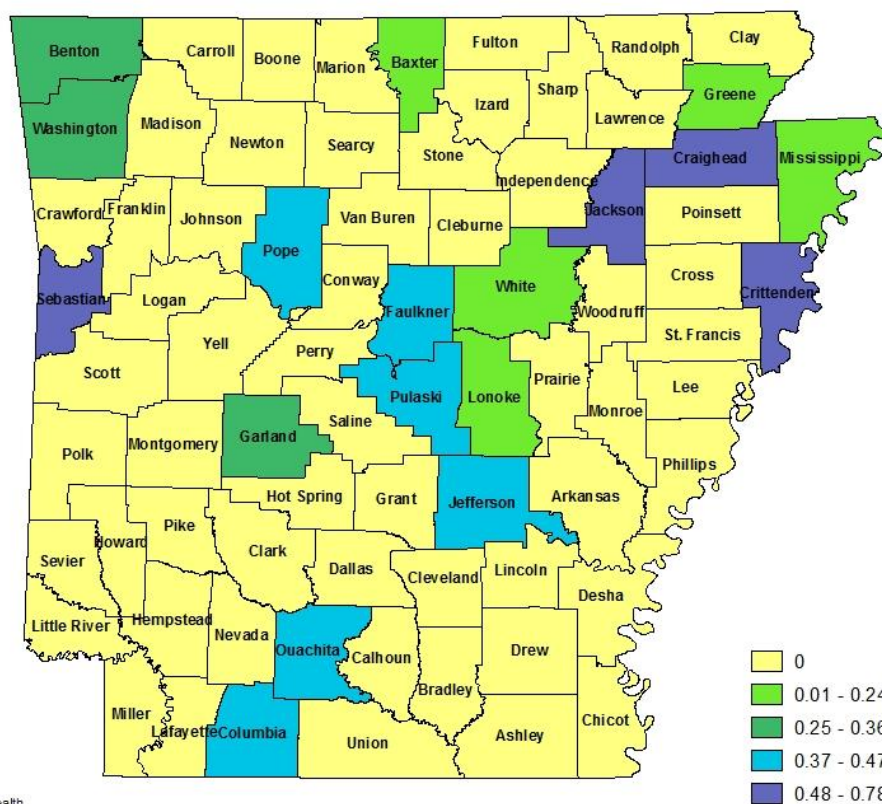 Benton
Carroll
Boone
Marion
Baxter
Fulton
Randolph
Clay
Sharp
Izard
Greene
Washington
Madison
Newton
Searcy
Stone
Lawrence
Independence
Jackson
Craighead
Mississippi
Crawford
Franklin
Johnson
Pope
Van Buren
Cleburne
Poinsett
Sebastian
Logan
Conway
Faulkner
White
Woodruff
Cross
Crittenden
St. Francis
Scott
Yell
Perry
Pulaski
Lonoke
Prairie
Monroe
Lee
Polk
Montgomery
Garland
Saline
Phillips
Hot Spring
Grant
Jefferson
Arkansas
Sevier
Howard
Pike
Clark
Dallas
Cleveland
Lincoln
Desha
Little River
Hempstead
Nevada
Ouachita
Calhoun
Bradley
Drew
Miller
Lafayette
Columbia
Union
Ashley
Chicot
0
0.01 - 0.24
0.25 - 0.36
0.37 - 0.47
0.48 - 0.78